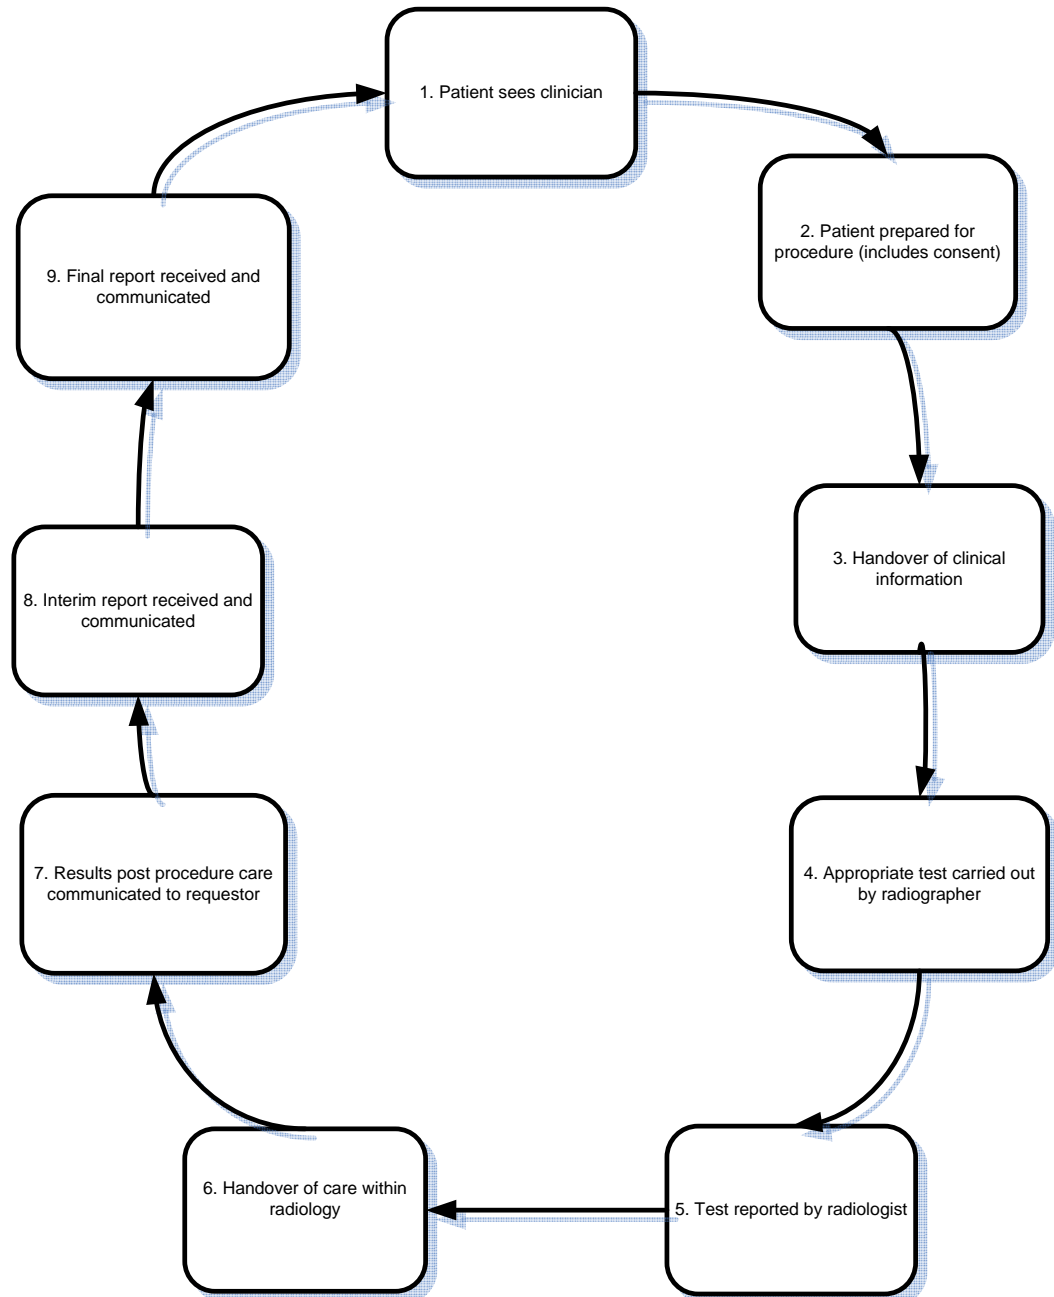 1. Patient sees clinician
2. Patient prepared for
procedure (includes consent)
3. Handover of clinical
information
4. Appropriate test carried out
by radiographer
5. Test reported by radiologist
6. Handover of care within
radiology
7. Results post procedure care
communicated to requestor
8. Interim report received and
communicated
9. Final report received and
communicated